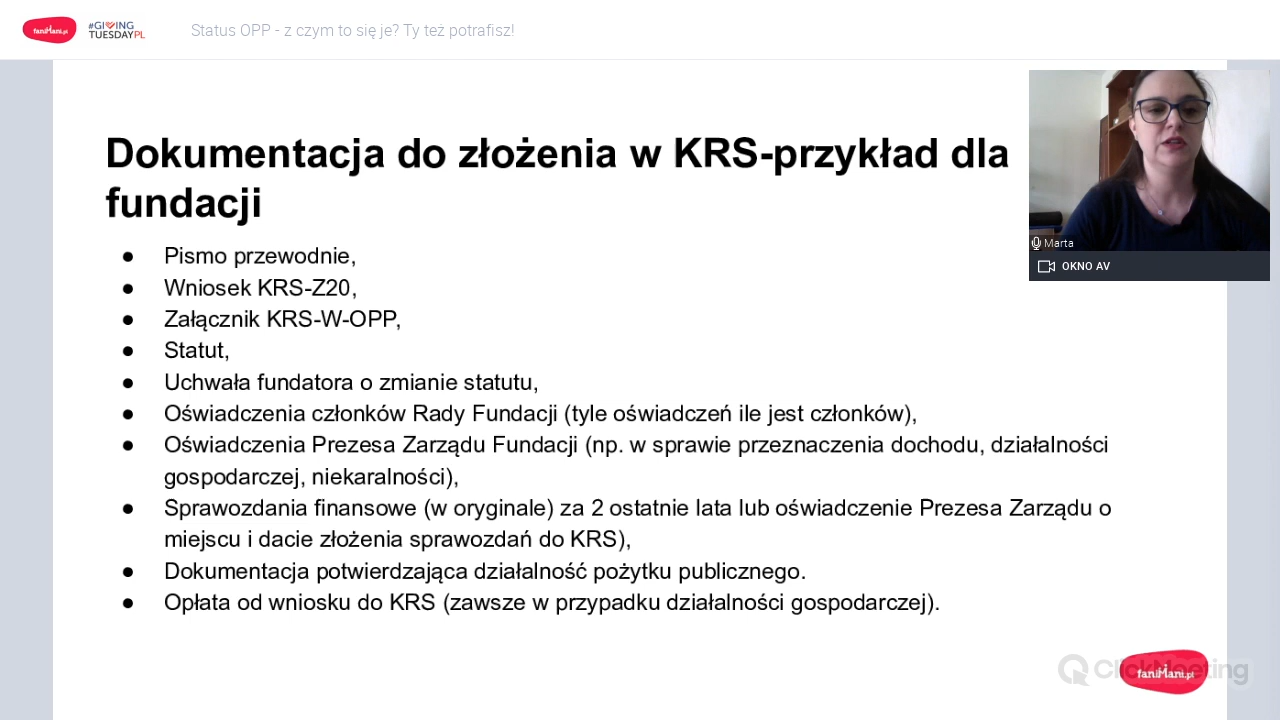 faniMani.pl
#GIVING
TUESDAYPL
Status OPP - z czym to się je? Ty też potrafisz!
Dokumentacja do złożenia w KRS-przykład dla
fundacji
● Pismo przewodnie,
● Wniosek KRS-Z20,
● Załącznik KRS-W-OPP,
● Statut,
● Uchwała fundatora o zmianie statutu,
● Oświadczenia członków Rady Fundacji (tyle oświadczeń ile jest członków),
● Oświadczenia Prezesa Zarządu Fundacji (np. w sprawie przeznaczenia dochodu, działalności
gospodarczej, niekaralności),
● Sprawozdania finansowe (w oryginale) za 2 ostatnie lata lub oświadczenie Prezesa Zarządu o
miejscu i dacie złożenia sprawozdań do KRS),
● Dokumentacja potwierdzająca działalność pożytku publicznego.
● Opłata od wniosku do KRS (zawsze w przypadku działalności gospodarczej).
Marta
OKNO AV
ClickMeeting
faniMani.pl